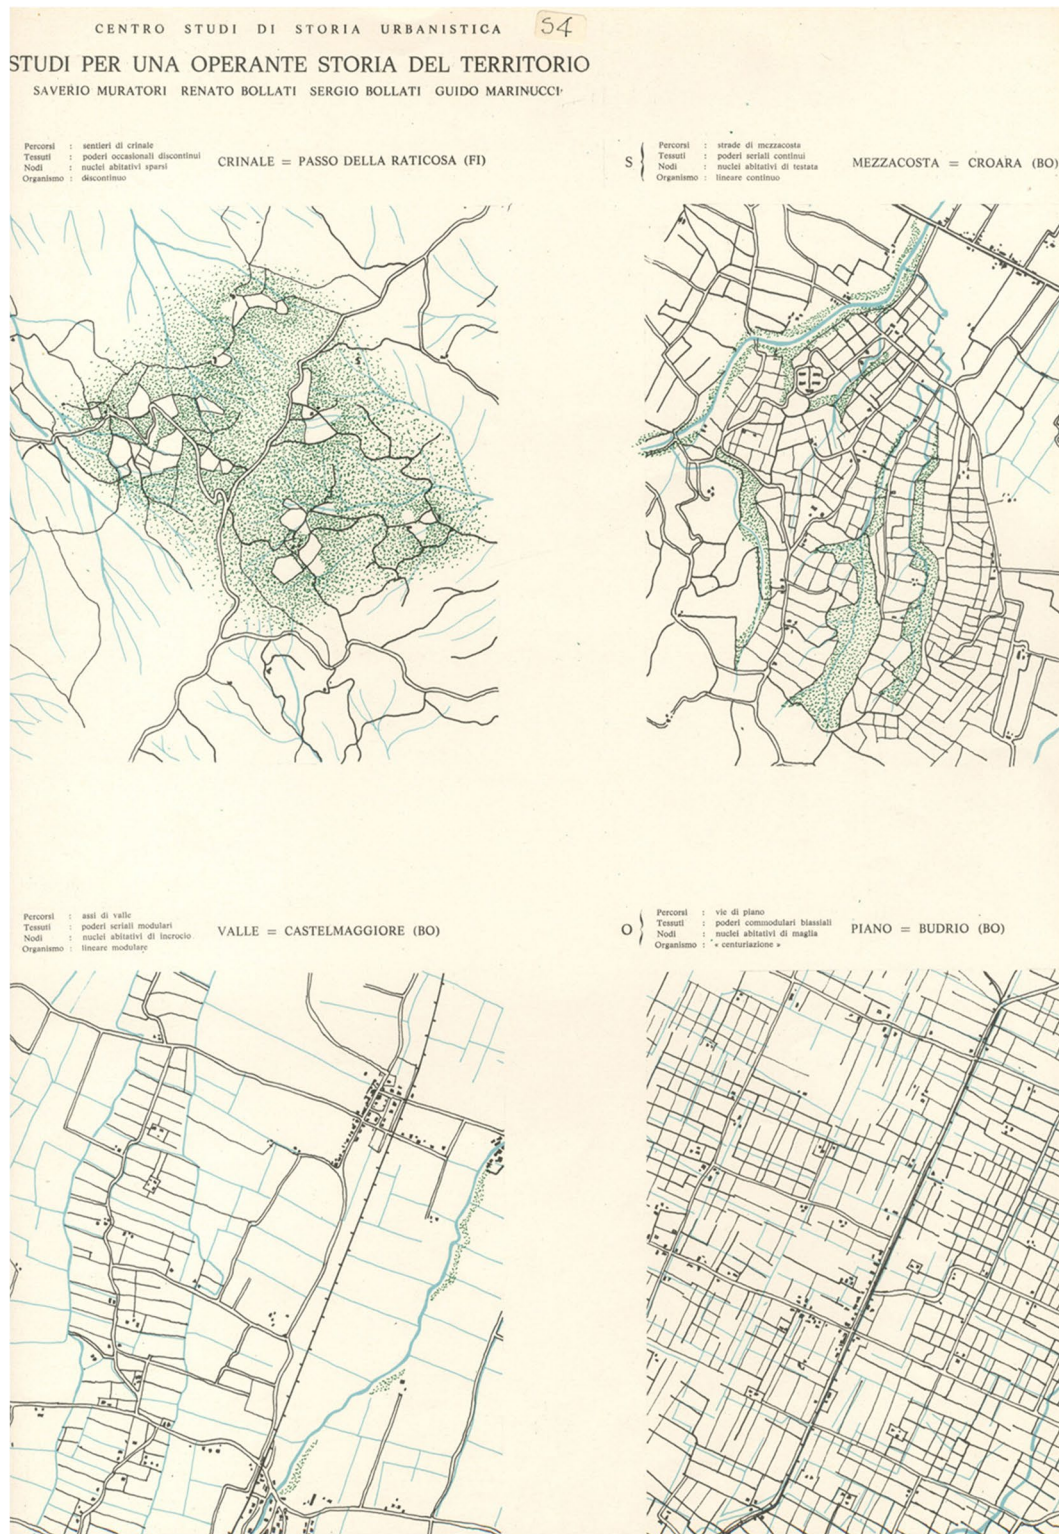 CENTRO STUDI DI STORIA URBANISTICA
S4
STUDI PER UNA OPERANTE STORIA DEL TERRITORIO
SAVERIO MURATORI RENATO BOLLATI SERGIO BOLLATI GUIDO MARINUCCI
Percorsi : sentieri di crinale
Tessuti : poderi occasionali discontinui
Nodi : nuclei abitativi sparsi
Organismo : discontinuo
CRINALE = PASSO DELLA RATICOSA (FI)
S
Percorsi : strade di mezzacosta
Tessuti : poderi seriali continui
Nodi : nuclei abitativi di testata
Organismo : lineare continuo
MEZZACOSTA = CROARA (BO)
Percorsi : assi di valle
Tessuti : poderi seriali modulari
Nodi : nuclei abitativi di incrocio
Organismo : lineare modulare
VALLE = CASTELMAGGIORE (BO)
O
Percorsi : vie di piano
Tessuti : poderi commodulari biassiali
Nodi : nuclei abitativi di maglia
Organismo : « centuriazione »
PIANO = BUDRIO (BO)